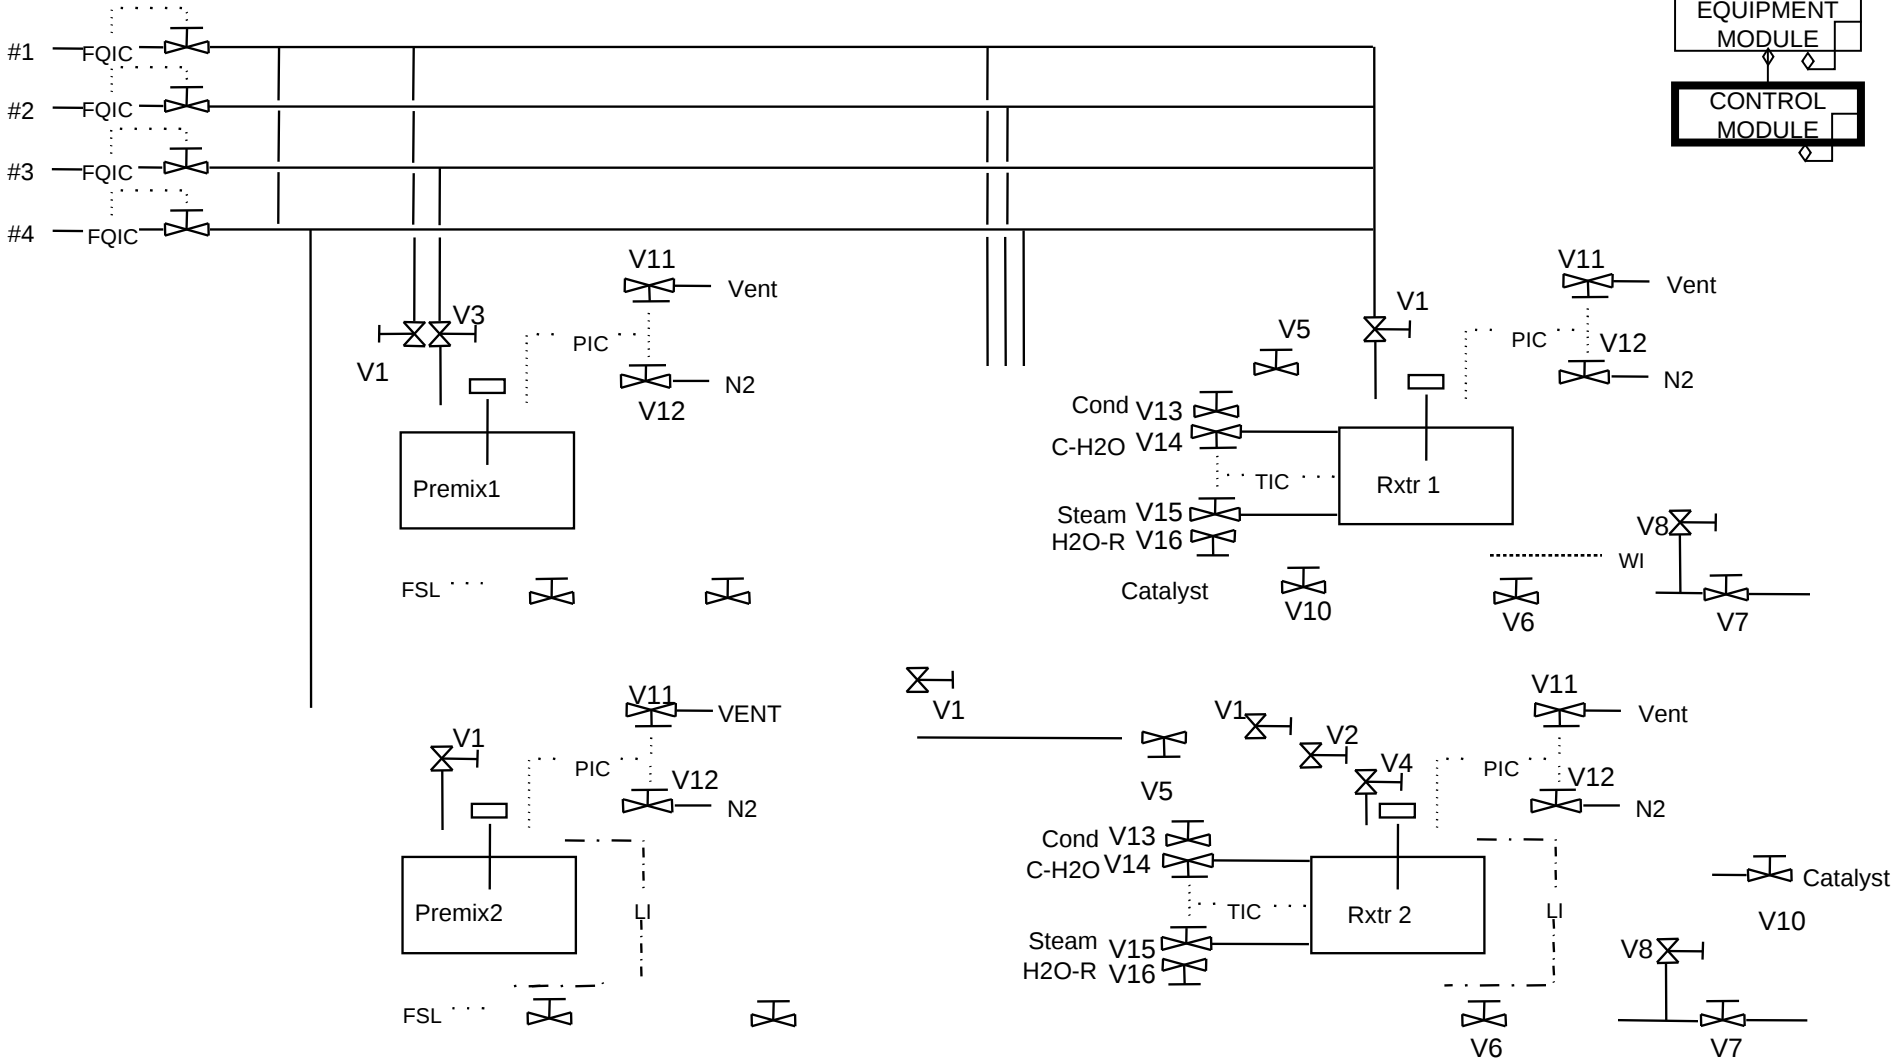 EQUIPMENT
MODULE
#1
FQIC
#2
FQIC
CONTROL
MODULE
#3
FQIC
#4
FQIC
V11
Vent
V11
Vent
V3
V1
V5
PIC
PIC
V12
V1
N2
V12
N2
Cond V13
C-H2O V14
TIC
Premix1
Rxtr 1
Steam V15
H2O-R V16
V8
WI
FSL
Catalyst
V10
V6
V7
V11
VENT
V1
V1
V11
Vent
V1
V2
V4
PIC
PIC
V12
N2
V5
V12
N2
Cond V13
C-H2O V14
Catalyst
Premix2
LI
TIC
Rxtr 2
LI
V10
Steam V15
H2O-R V16
V8
FSL
V6
V7